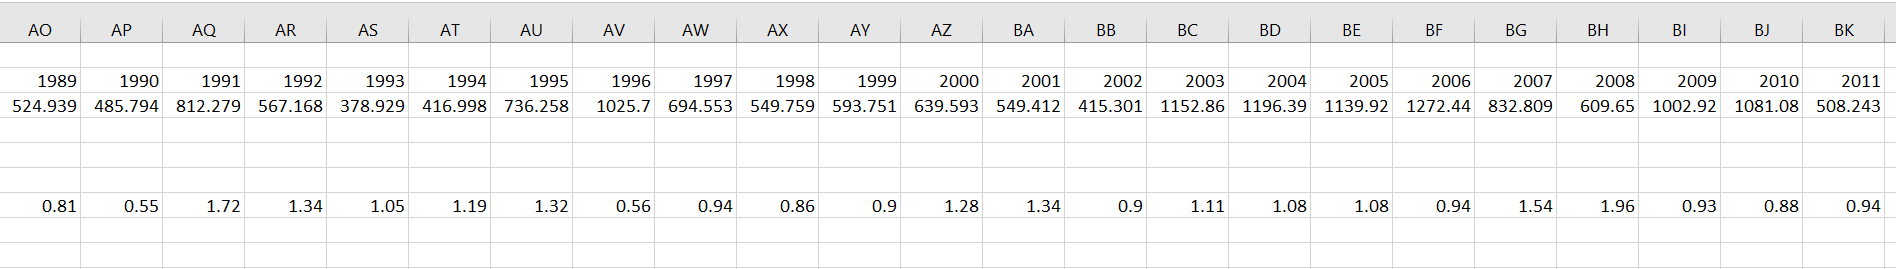 AO AP AQ AR AS AT AU AV AW AX AY AZ BA BB BC BD BE BF BG BH BI BJ BK
1989 1990 1991 1992 1993 1994 1995 1996 1997 1998 1999 2000 2001 2002 2003 2004 2005 2006 2007 2008 2009 2010 2011
524.939 485.794 812.279 567.168 378.929 416.998 736.258 1025.7 694.553 549.759 593.751 639.593 549.412 415.301 1152.86 1196.39 1139.92 1272.44 832.809 609.65 1002.92 1081.08 508.243
0.81 0.55 1.72 1.34 1.05 1.19 1.32 0.56 0.94 0.86 0.9 1.28 1.34 0.9 1.11 1.08 1.08 0.94 1.54 1.96 0.93 0.88 0.94